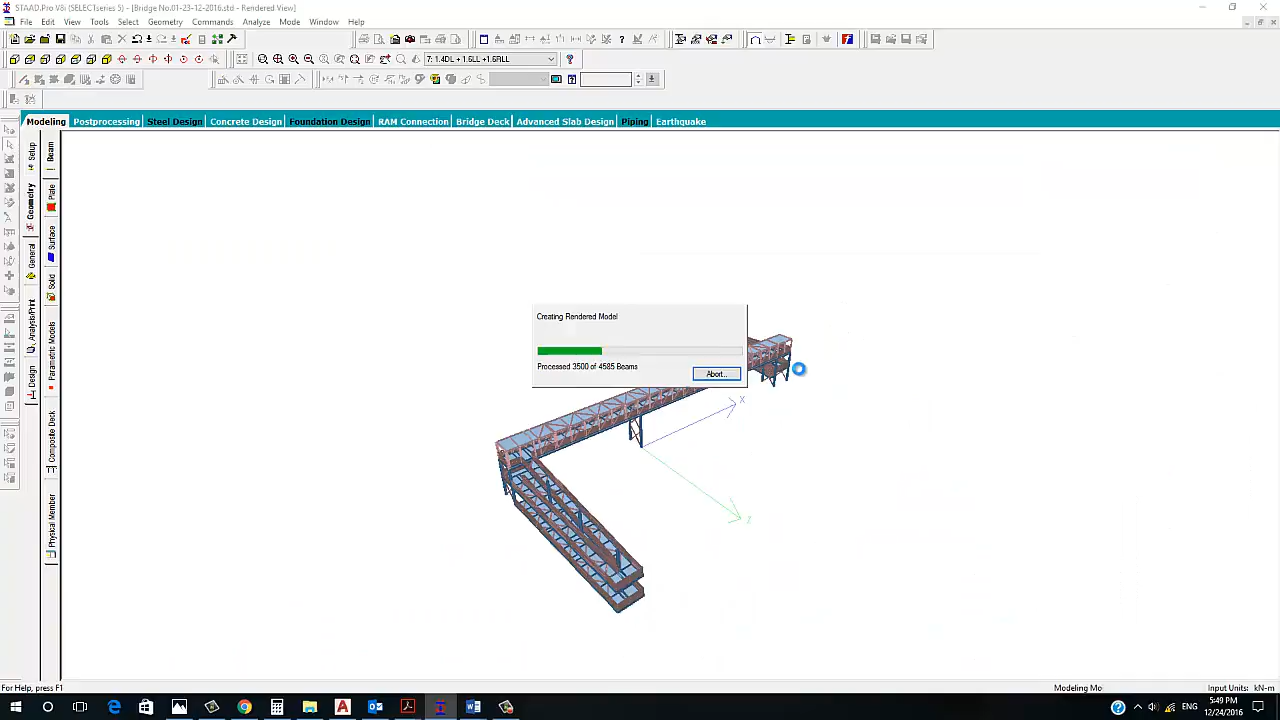 STAAD.Pro V8i (SELECTseries 5) - [Bridge No.01-23-12-2016.std - Rendered View]
File Edit View Tools Select Geometry Commands Analyze Mode Window Help
7: 1.4DL + 1.6LL +1.6RLL
Modeling Postprocessing Steel Design Concrete Design Foundation Design RAM Connection Bridge Deck Advanced Slab Design Piping Earthquake
Setup
Geometry
General
Analysis/Print
Design
Beam
Plate
Surface
Solid
Parametric Models
Composite Deck
Physical Member
Creating Rendered Model
Processed 3500 of 4585 Beams
Abort...
X
Z
For Help, press F1
Modeling Mo
Input Units: kN-m
ENG
5:49 PM
12/24/2016